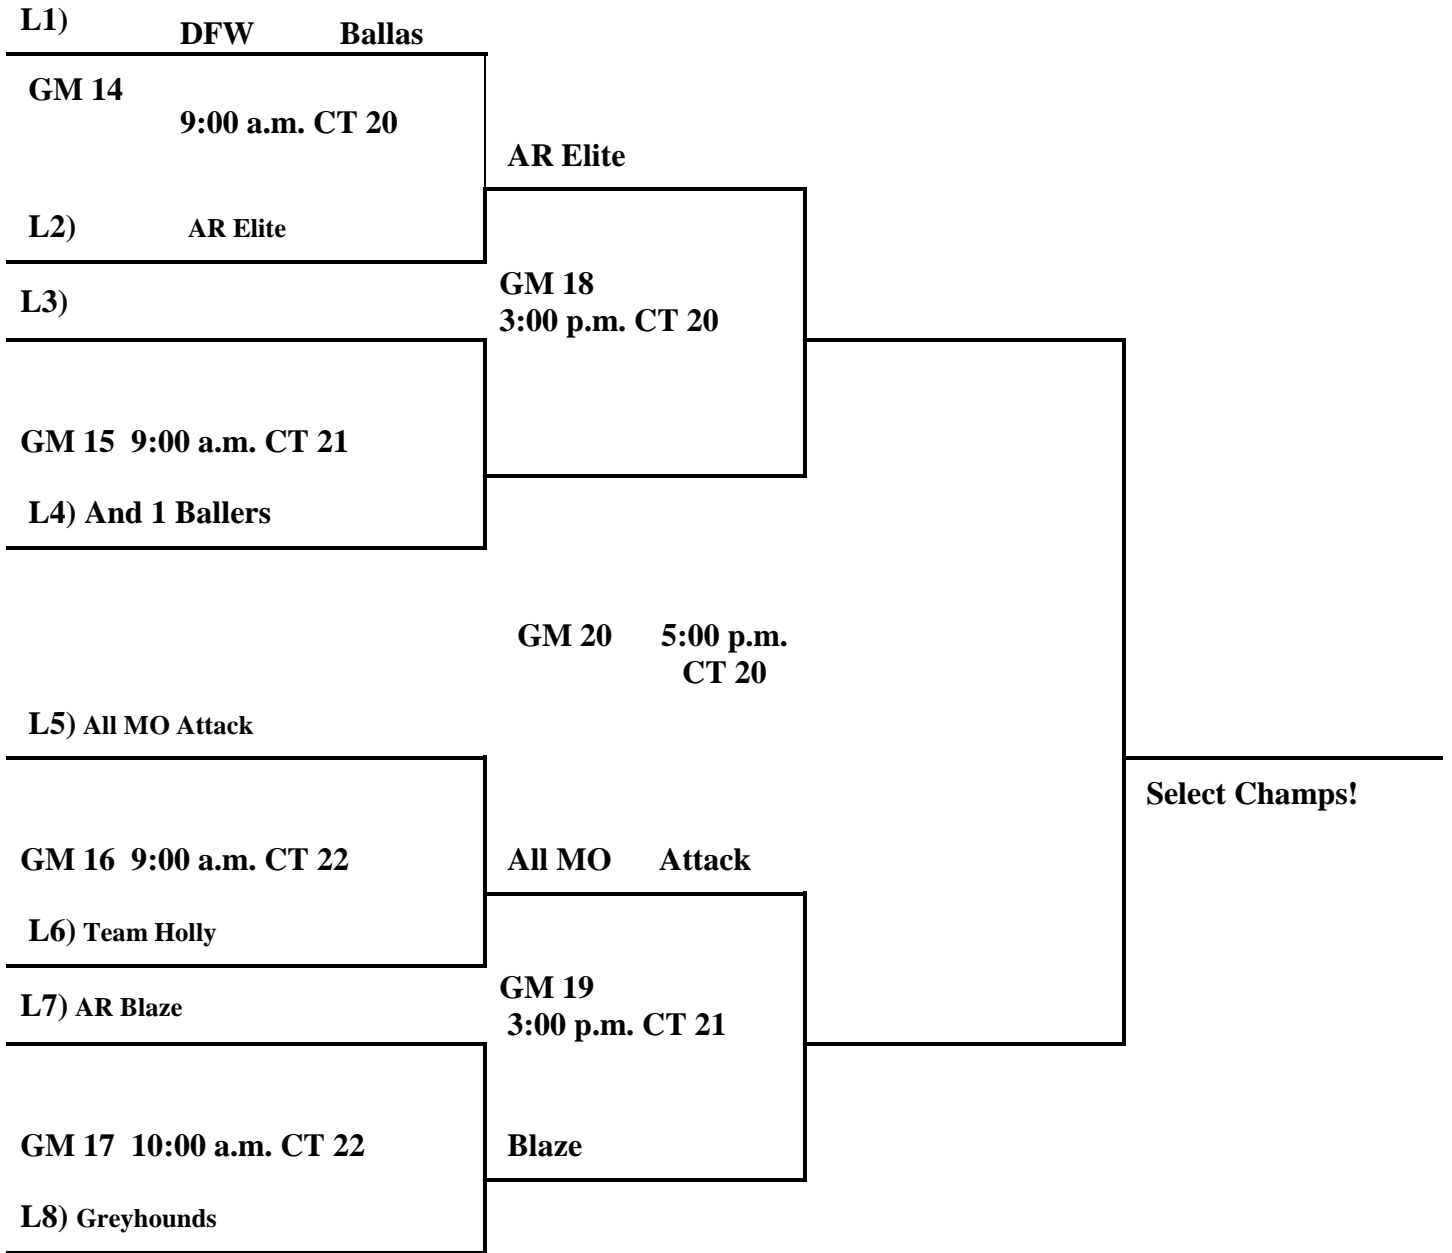 L1) DFW Ballas
GM 14
9:00 a.m. CT 20
AR Elite
L2) AR Elite
GM 18
L3)
3:00 p.m. CT 20
GM 15 9:00 a.m. CT 21
L4) And 1 Ballers
GM 20 5:00 p.m.
CT 20
L5) All MO Attack
Select Champs!
GM 16 9:00 a.m. CT 22
All MO Attack
L6) Team Holly
GM 19
L7) AR Blaze
3:00 p.m. CT 21
GM 17 10:00 a.m. CT 22
Blaze
L8) Greyhounds